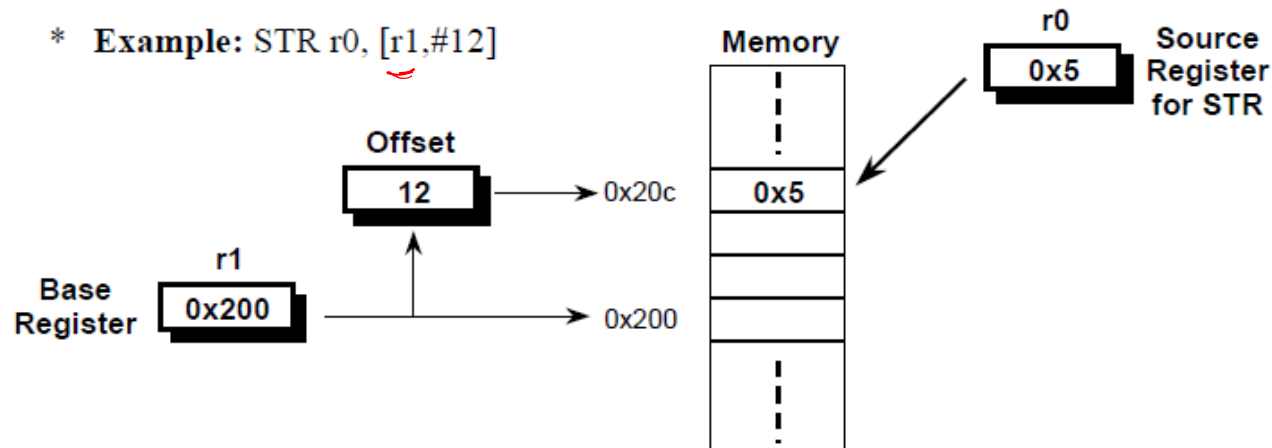 * Example: STR r0, [r1,#12]
Memory
r0
0x5
Source
Register
for STR
Offset
12
0x20c
0x5
r1
Base
Register
0x200
0x200